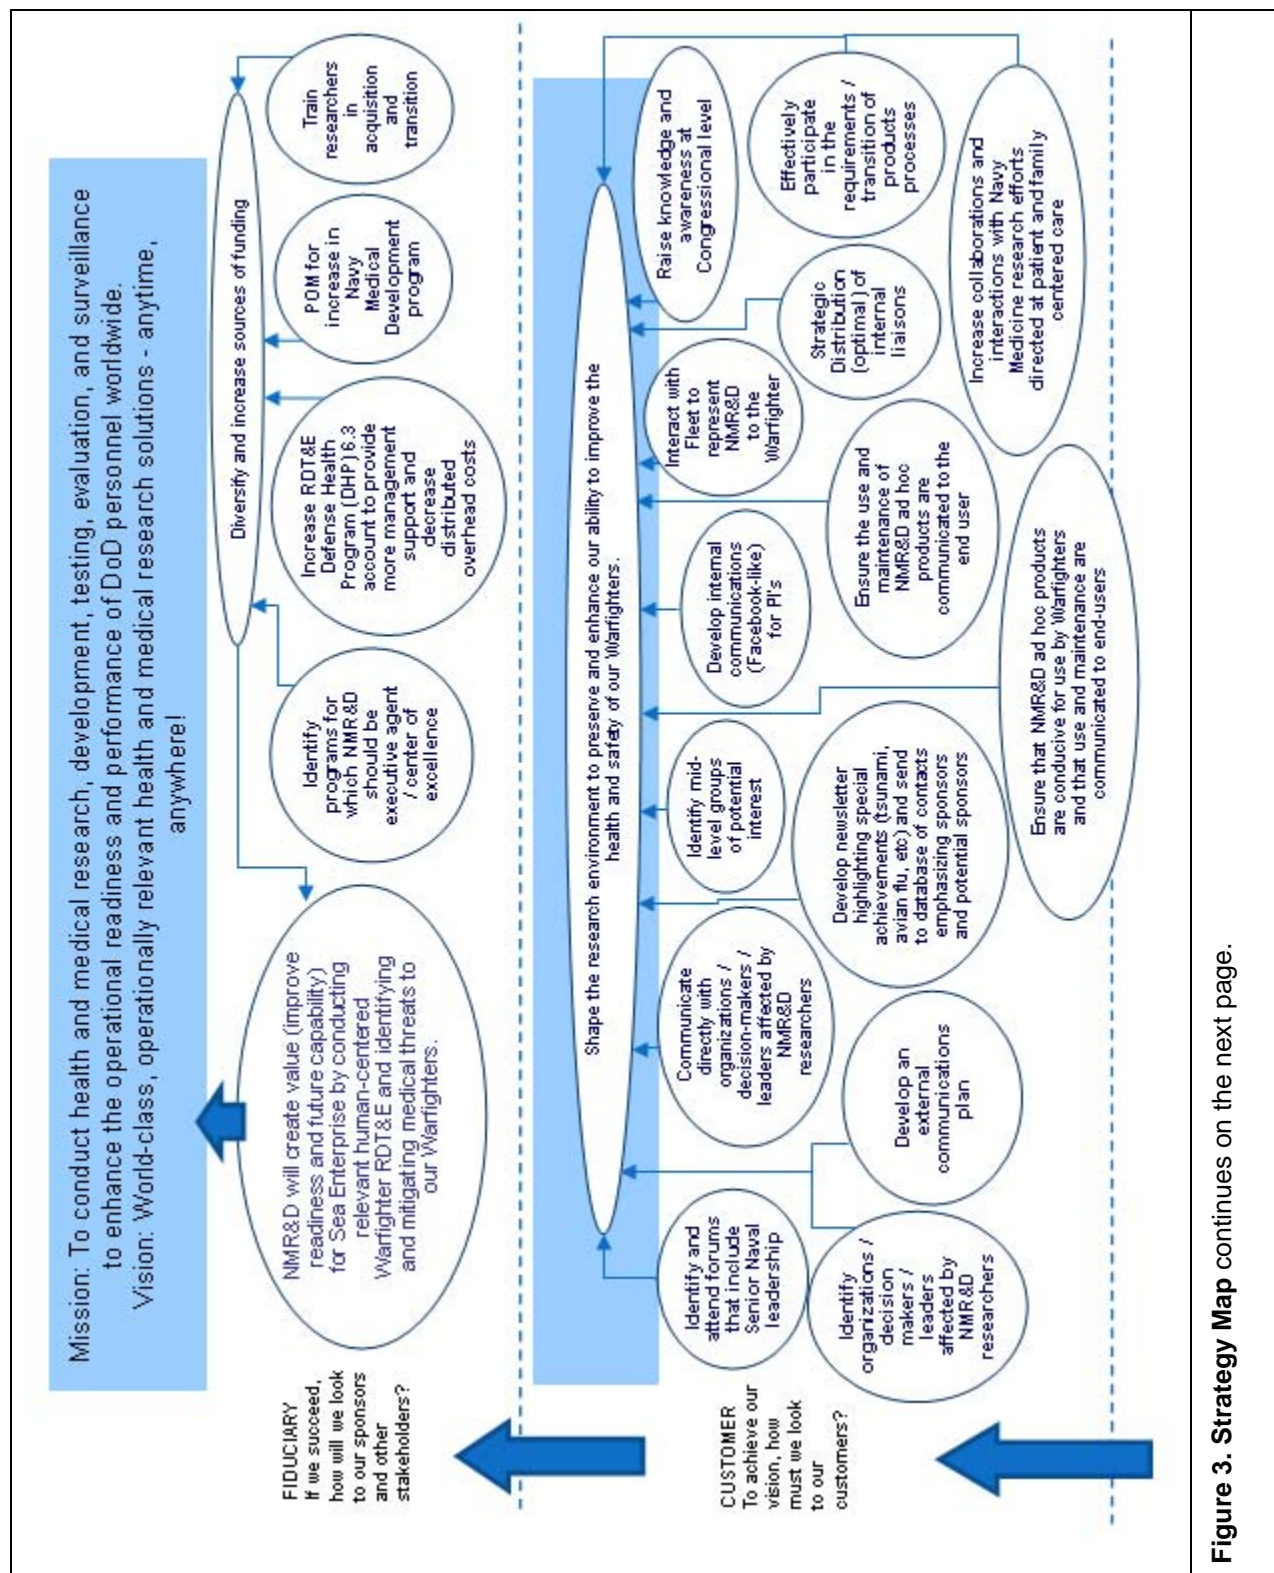 Mission: To conduct health and medical research, development, testing, evaluation, and surveillance
to enhance the operational readiness and performance of DoD personnel worldwide.
Vision: World-class, operationally relevant health and medical research solutions - anytime,
anywhere!
FIDUCIARY
If we succeed,
how will we look
to our sponsors
and other
stakeholders?
NMR&D will create value (improve
readiness and future capability)
for Sea Enterprise by conducting
relevant human-centered
Warfighter RDT&E and identifying
and mitigating medical threats to
our Warfighters.
Diversify and increase sources of funding
Identify
programs for
which NMR&D
should be
executive agent
/ center of
excellence
Increase RDT&E
Defense Health
Program (DHP) 6.3
account to provide
more management
support and
decrease
distributed
overhead costs
POM for
increase in
Navy
Medical
Development
program
Train
researchers
in
acquisition
and
transition
CUSTOMER
To achieve our
vision, how
must we look
to our
customers?
Shape the research environment to preserve and enhance our ability to improve the
health and safety of our Warfighters.
Identify and
attend forums
that include
Senior Naval
leadership
Communicate
directly with
organizations /
decision-makers /
leaders affected by
NMR&D
researchers
Identify mid-
level groups
of potential
interest
Develop internal
communications
(Facebook-like)
for PI's
Interact with
Fleet to
represent
NMR&D
to the
Warfighter
Raise knowledge and
awareness at
Congressional level
Identify
organizations /
decision
makers /
leaders
affected by
NMR&D
researchers
Develop an
external
communications
plan
Develop newsletter
highlighting special
achievements (tsunami,
avian flu, etc) and send
to database of contacts
emphasizing sponsors
and potential sponsors
Ensure the use and
maintenance of
NMR&D ad hoc
products are
communicated to the
end user
Strategic
Distribution
(optimal) of
internal
liaisons
Effectively
participate
in the
requirements /
transition of
products
processes
Ensure that NMR&D ad hoc products
are conducive for use by Warfighters
and that use and maintenance are
communicated to end-users
Increase collaborations and
interactions with Navy
Medicine research efforts
directed at patient and family
centered care
Figure 3. Strategy Map continues on the next page.